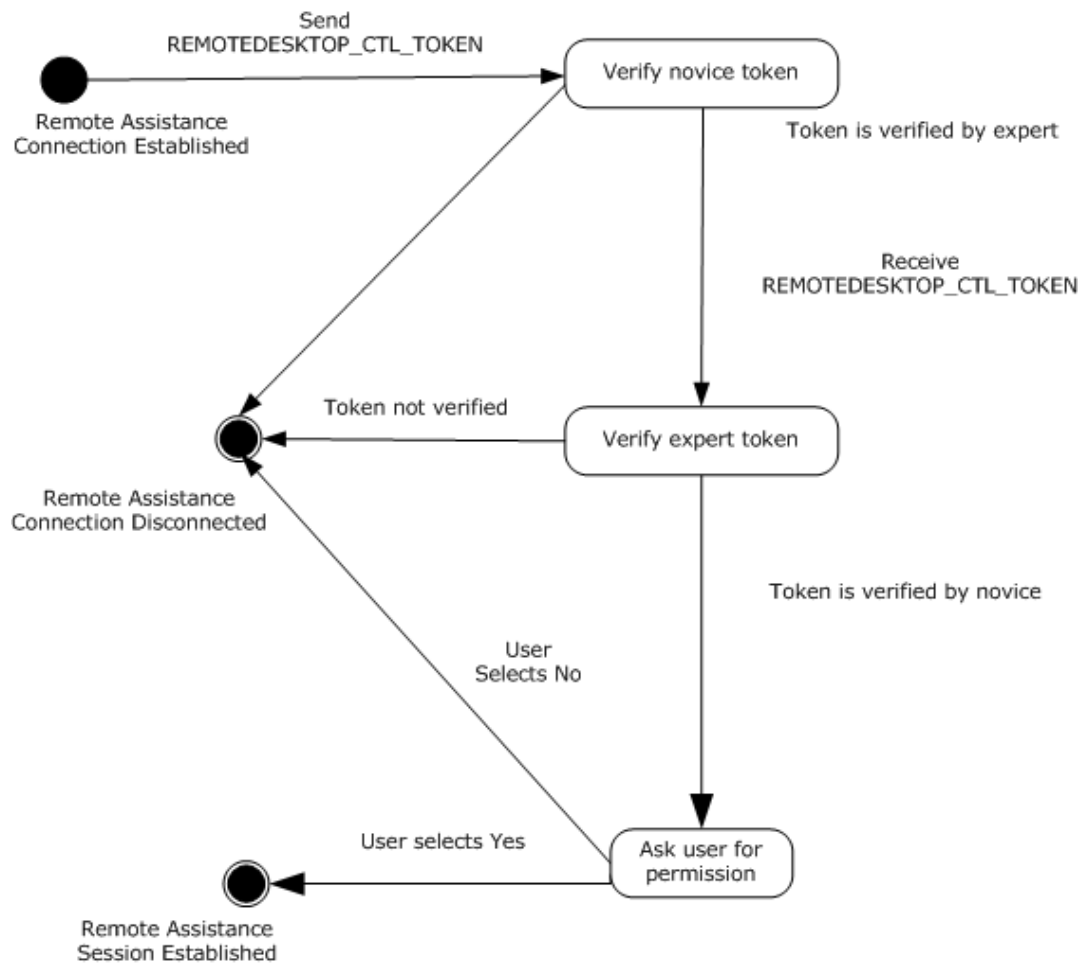 Send
REMOTEDESKTOP_CTL_TOKEN
Verify novice token
Remote Assistance
Connection Established
Token is verified by expert
Receive
REMOTEDESKTOP_CTL_TOKEN
Token not verified
Verify expert token
Remote Assistance
Connection Disconnected
Token is verified by novice
User
Selects No
User selects Yes
Ask user for
permission
Remote Assistance
Session Established